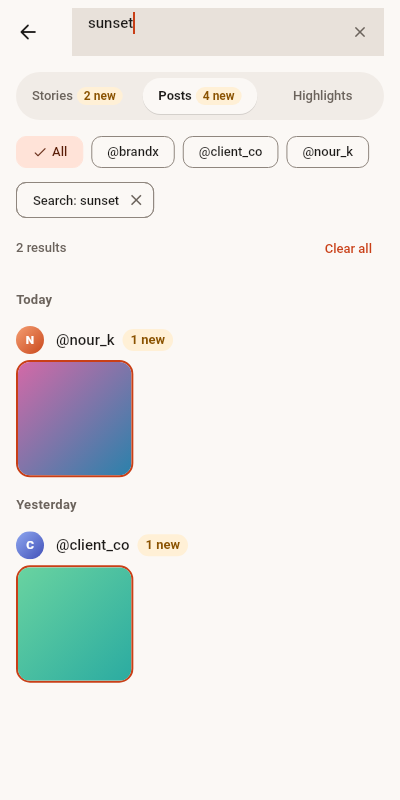 sunset
Stories 2 new Posts 4 new Highlights
All @brandx @client_co @nour_k
Search: sunset
2 results Clear all
Today
N @nour_k 1 new
Yesterday
C @client_co 1 new